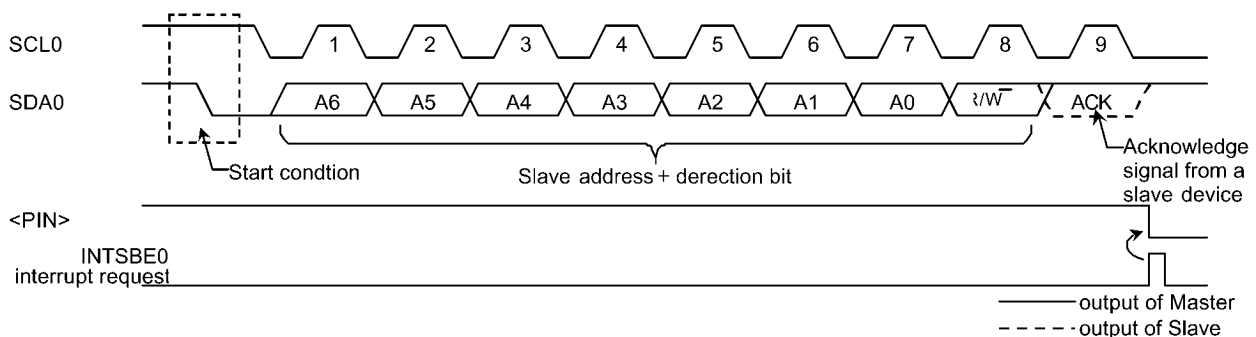 SCL0
1 2 3 4 5 6 7 8 9
SDA0
A6 A5 A4 A3 A2 A1 A0 R/W ACK
Start condtion
Slave address + derection bit
Acknowledge
signal from a
slave device
<PIN>
INTSBE0
interrupt request
output of Master
output of Slave